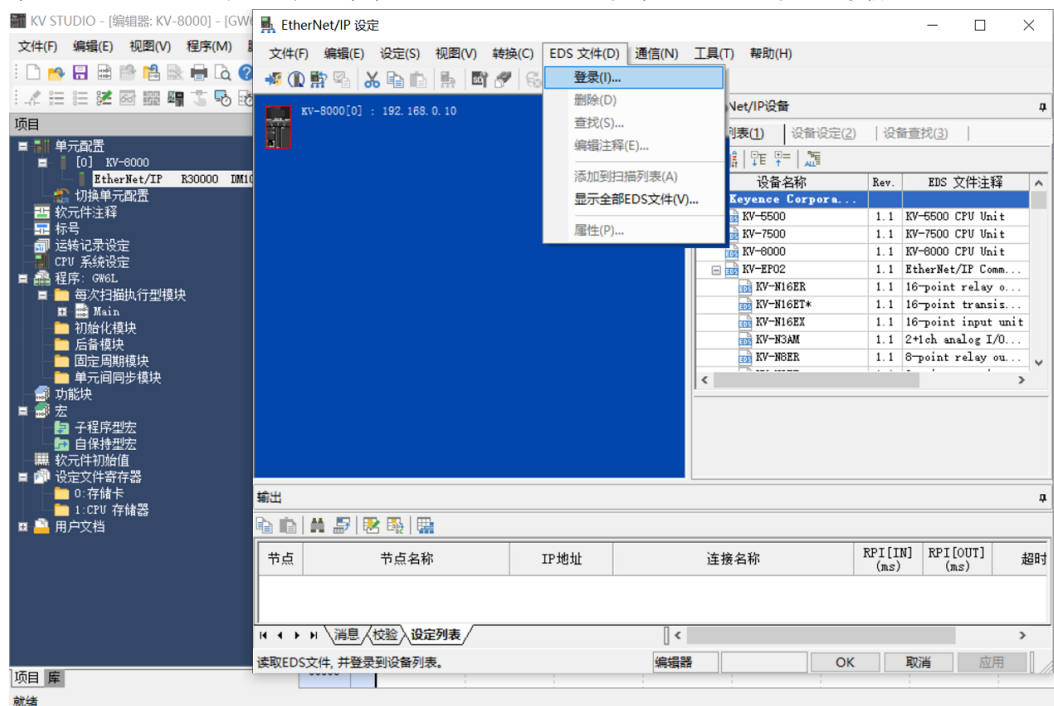 KV STUDIO - [编辑器: KV-8000] - [GW
文件(F) 编辑(E) 视图(V) 程序(M)
项目
单元配置
[0] KV-8000
EtherNet/IP R30000 DM10
切换单元配置
软元件注释
标号
运转记录设定
CPU 系统设定
程序: GW6L
每次扫描执行型模块
Main
初始化模块
后备模块
固定周期模块
单元间同步模块
功能块
宏
子程序型宏
自保持型宏
软元件初始值
设定文件寄存器
0:存储卡
1:CPU 存储器
用户文档
项目 库
就绪
EtherNet/IP 设定
文件(F) 编辑(E) 设定(S) 视图(V) 转换(C) EDS 文件(D) 通信(N) 工具(T) 帮助(H)
登录(I)...
删除(D)
查找(S)...
编辑注释(E)...
添加到扫描列表(A)
显示全部EDS文件(V)...
属性(P)...
KV-8000[0] : 192.168.0.10
Net/IP设备
列表(1) 设备设定(2) 设备查找(3)
设备名称 Rev. EDS 文件注释
Keyence Corpora...
KV-5500 1.1 KV-5500 CPU Unit
KV-7500 1.1 KV-7500 CPU Unit
KV-8000 1.1 KV-8000 CPU Unit
KV-EP02 1.1 EtherNet/IP Comm...
KV-N16ER 1.1 16-point relay o...
KV-N16ET* 1.1 16-point transis...
KV-N16EX 1.1 16-point input unit
KV-N3AM 1.1 2+1ch analog I/O...
KV-N8ER 1.1 8-point relay ou...
输出
节点 节点名称 IP地址 连接名称 RPI[IN] (ms) RPI[OUT] (ms) 超时
消息 校验 设定列表
读取EDS文件, 并登录到设备列表。 编辑器 OK 取消 应用